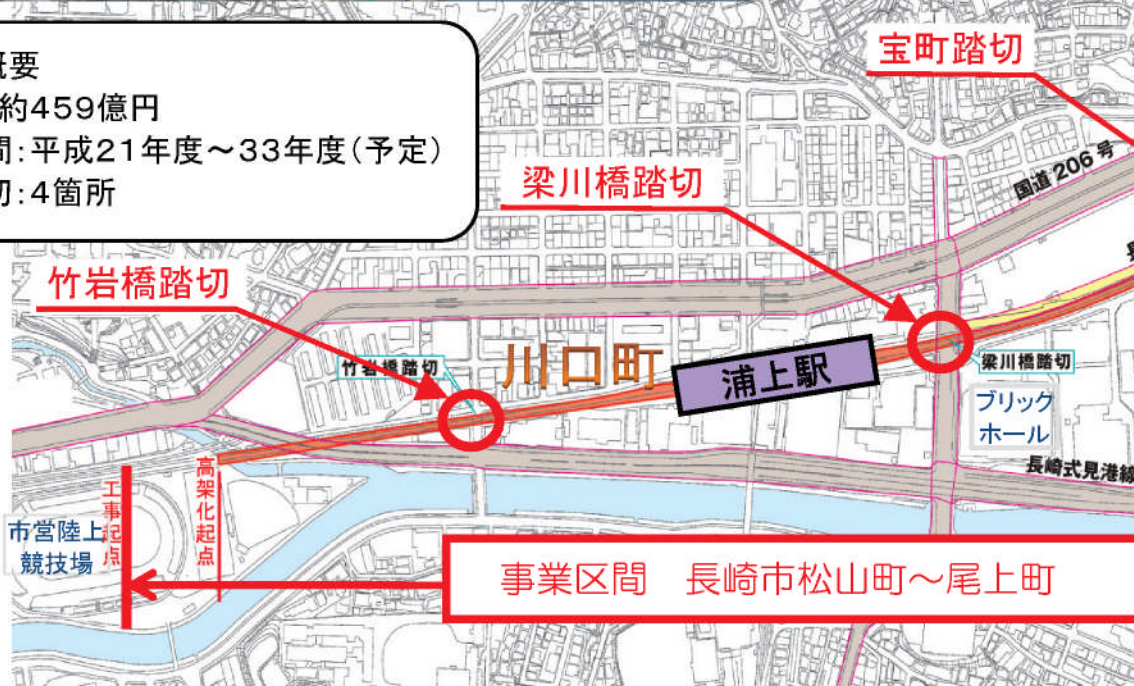 概要
約459億円
間:平成21年度～33年度(予定)
切:4箇所
宝町踏切
梁川橋踏切
国道206号
竹岩橋踏切
竹岩橋踏切
川口町
浦上駅
梁川橋踏切
ブリック
ホール
長崎式見港線
高架化起点
工事起点
市営陸上
競技場
事業区間　長崎市松山町～尾上町